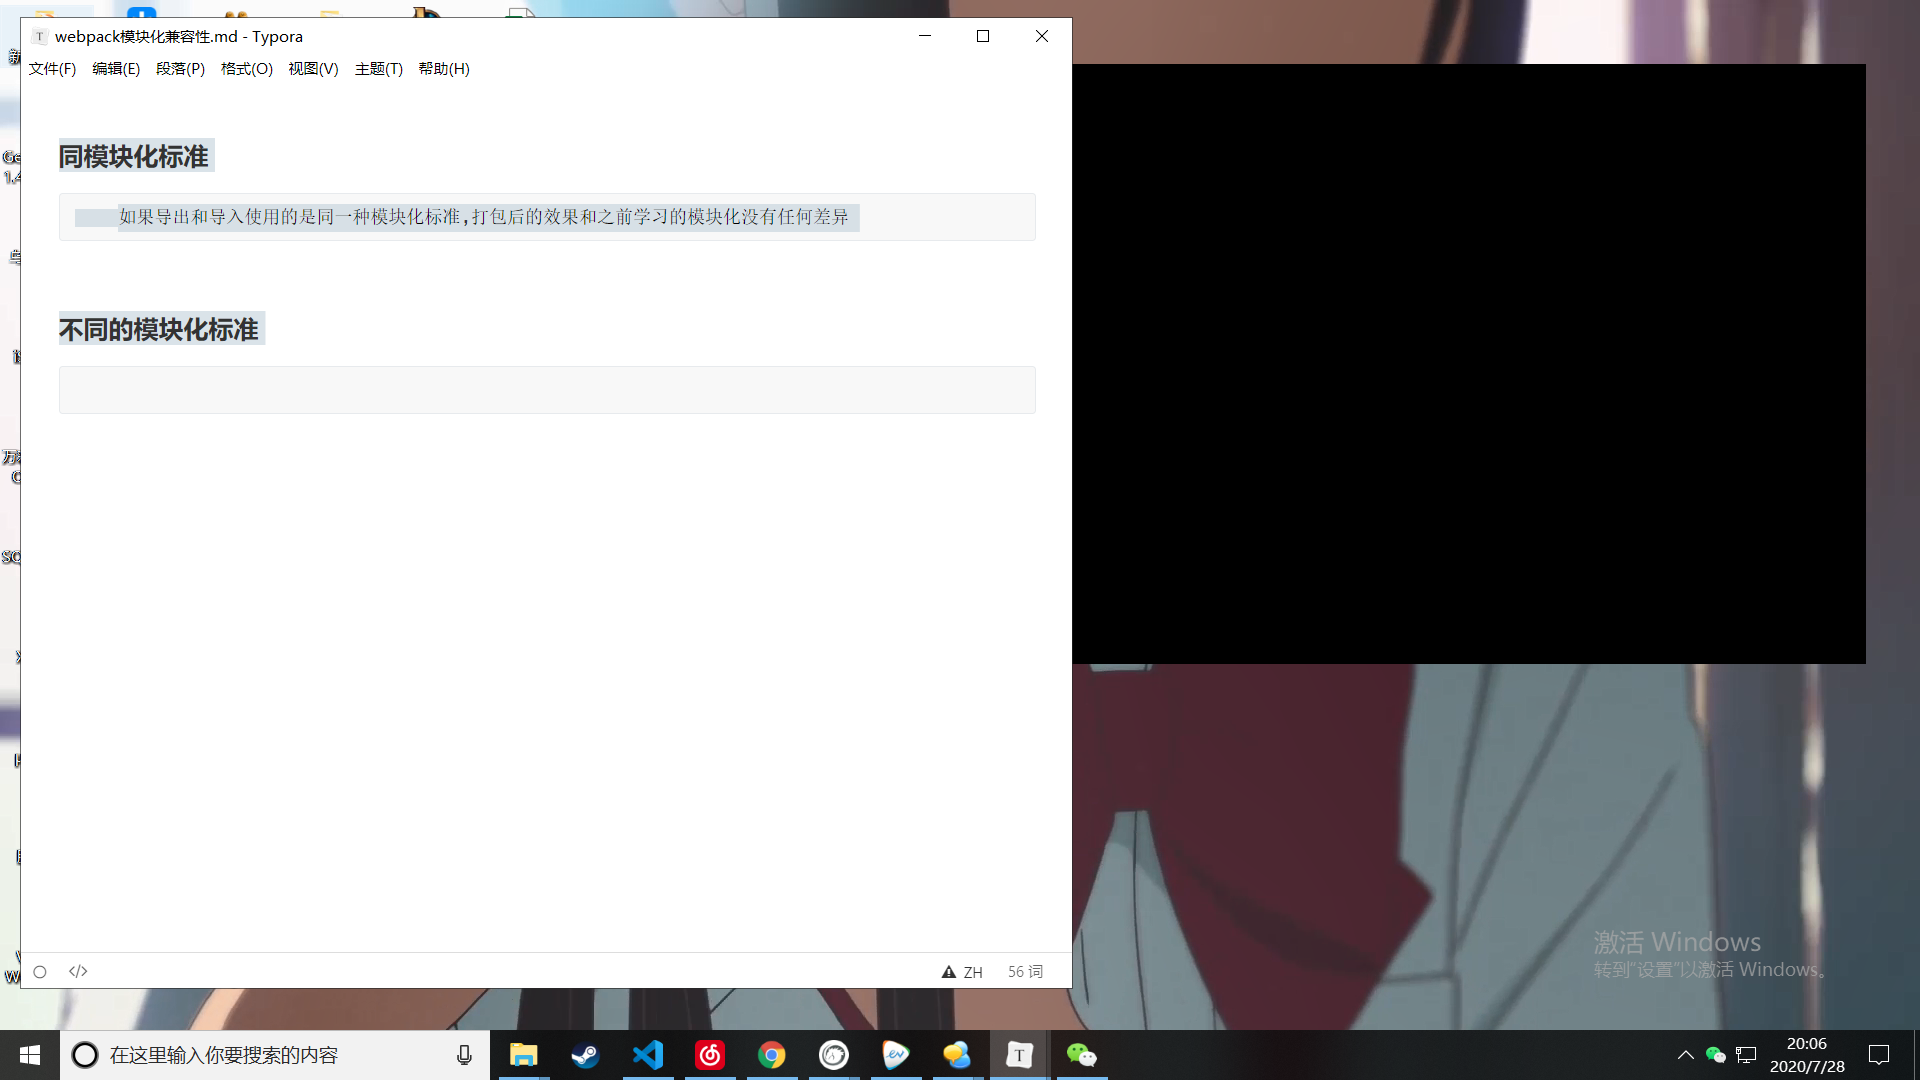 webpack模块化兼容性.md - Typora
文件(F) 编辑(E) 段落(P) 格式(O) 视图(V) 主题(T) 帮助(H)
同模块化标准
如果导出和导入使用的是同一种模块化标准,打包后的效果和之前学习的模块化没有任何差异
不同的模块化标准
ZH 56 词
激活 Windows
转到"设置"以激活 Windows。
在这里输入你要搜索的内容
20:06
2020/7/28